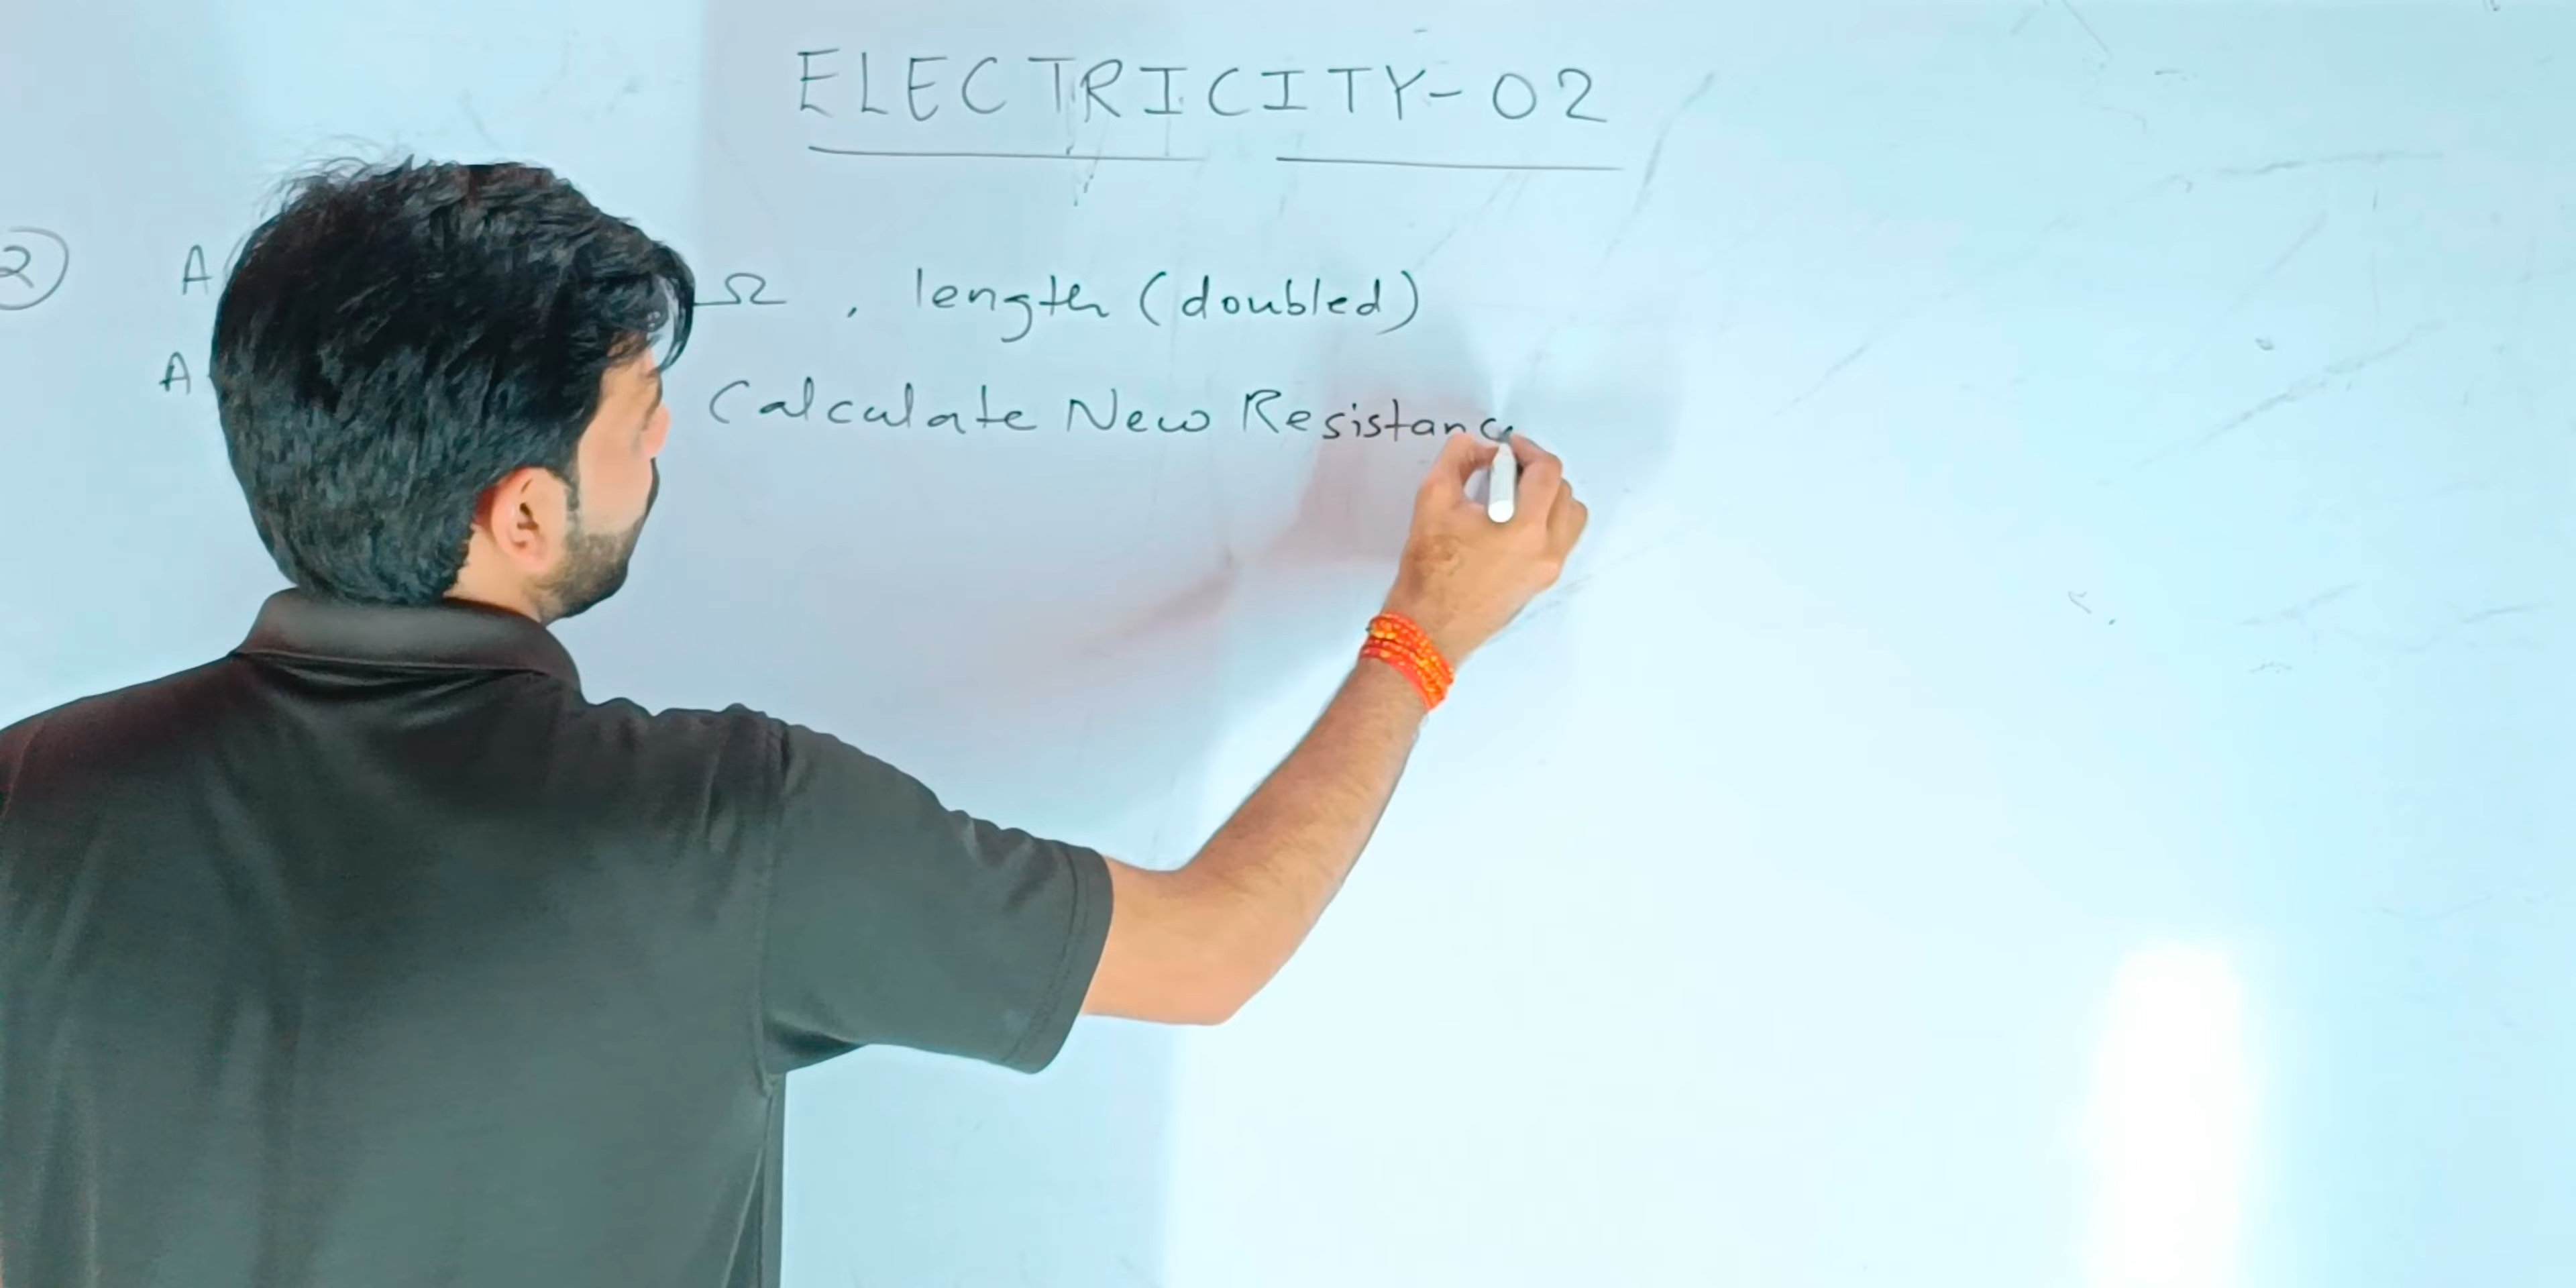 ELECTRICITY-02
2 A Ω , length (doubled)
A Calculate New Resistanc